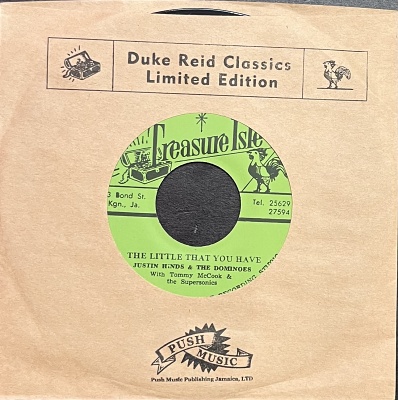 Duke Reid Classics
Limited Edition
Treasure Isle
3 Bond St.
Kgn., Ja.
Tel. 25629
27594
THE LITTLE THAT YOU HAVE
JUSTIN HINDS & THE DOMINOES
With Tommy McCook &
the Supersonics
PUSH
MUSIC
Push Music Publishing Jamaica, LTD